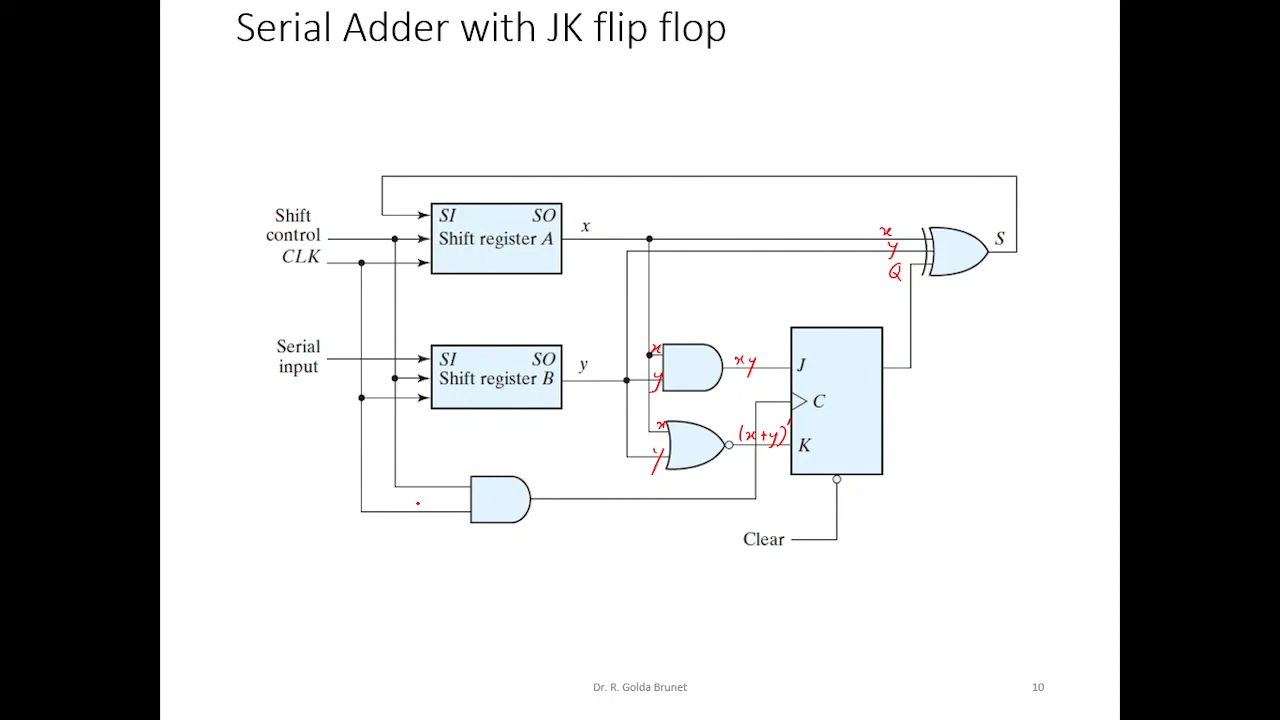 Serial Adder with JK flip flop
Shift
control
CLK
SI SO
Shift register A
x
x
y
Q
S
Serial
input
SI SO
Shift register B
y
x
y
xy
J
C
x
y
(x+y)'
K
Clear
Dr. R. Golda Brunet
10